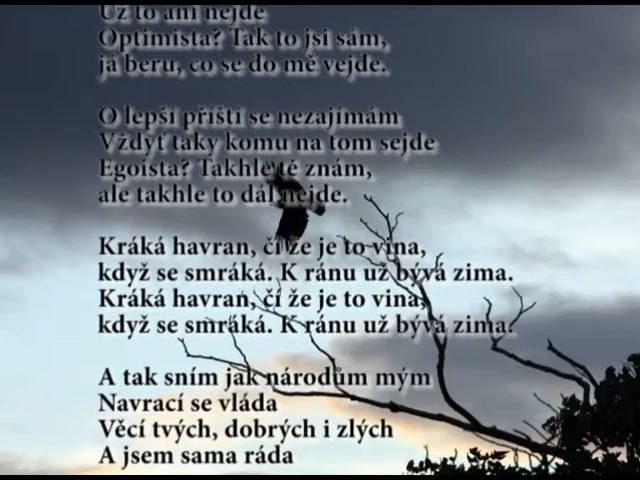 Už to ani nejde
Optimista? Tak to jsi sám,
já beru, co se do mě vejde.
O lepší příští se nezajímám
Vždyť taky komu na tom sejde
Egoista? Takhle tě znám,
ale takhle to dál nejde.
Kráká havran, čí že je to vina,
když se smráká. K ránu už bývá zima.
Kráká havran, čí že je to vina,
když se smráká. K ránu už bývá zima.
A tak sním jak národům mým
Navrací se vláda
Věcí tvých, dobrých i zlých
A jsem sama ráda